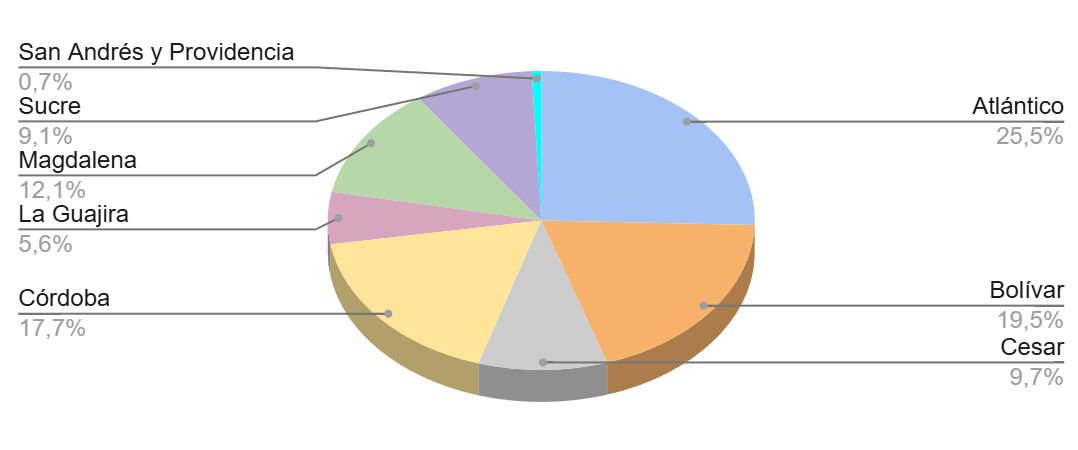 San Andrés y Providencia
0,7%
Sucre
9,1%
Magdalena
12,1%
La Guajira
5,6%
Córdoba
17,7%
Atlántico
25,5%
Bolívar
19,5%
Cesar
9,7%